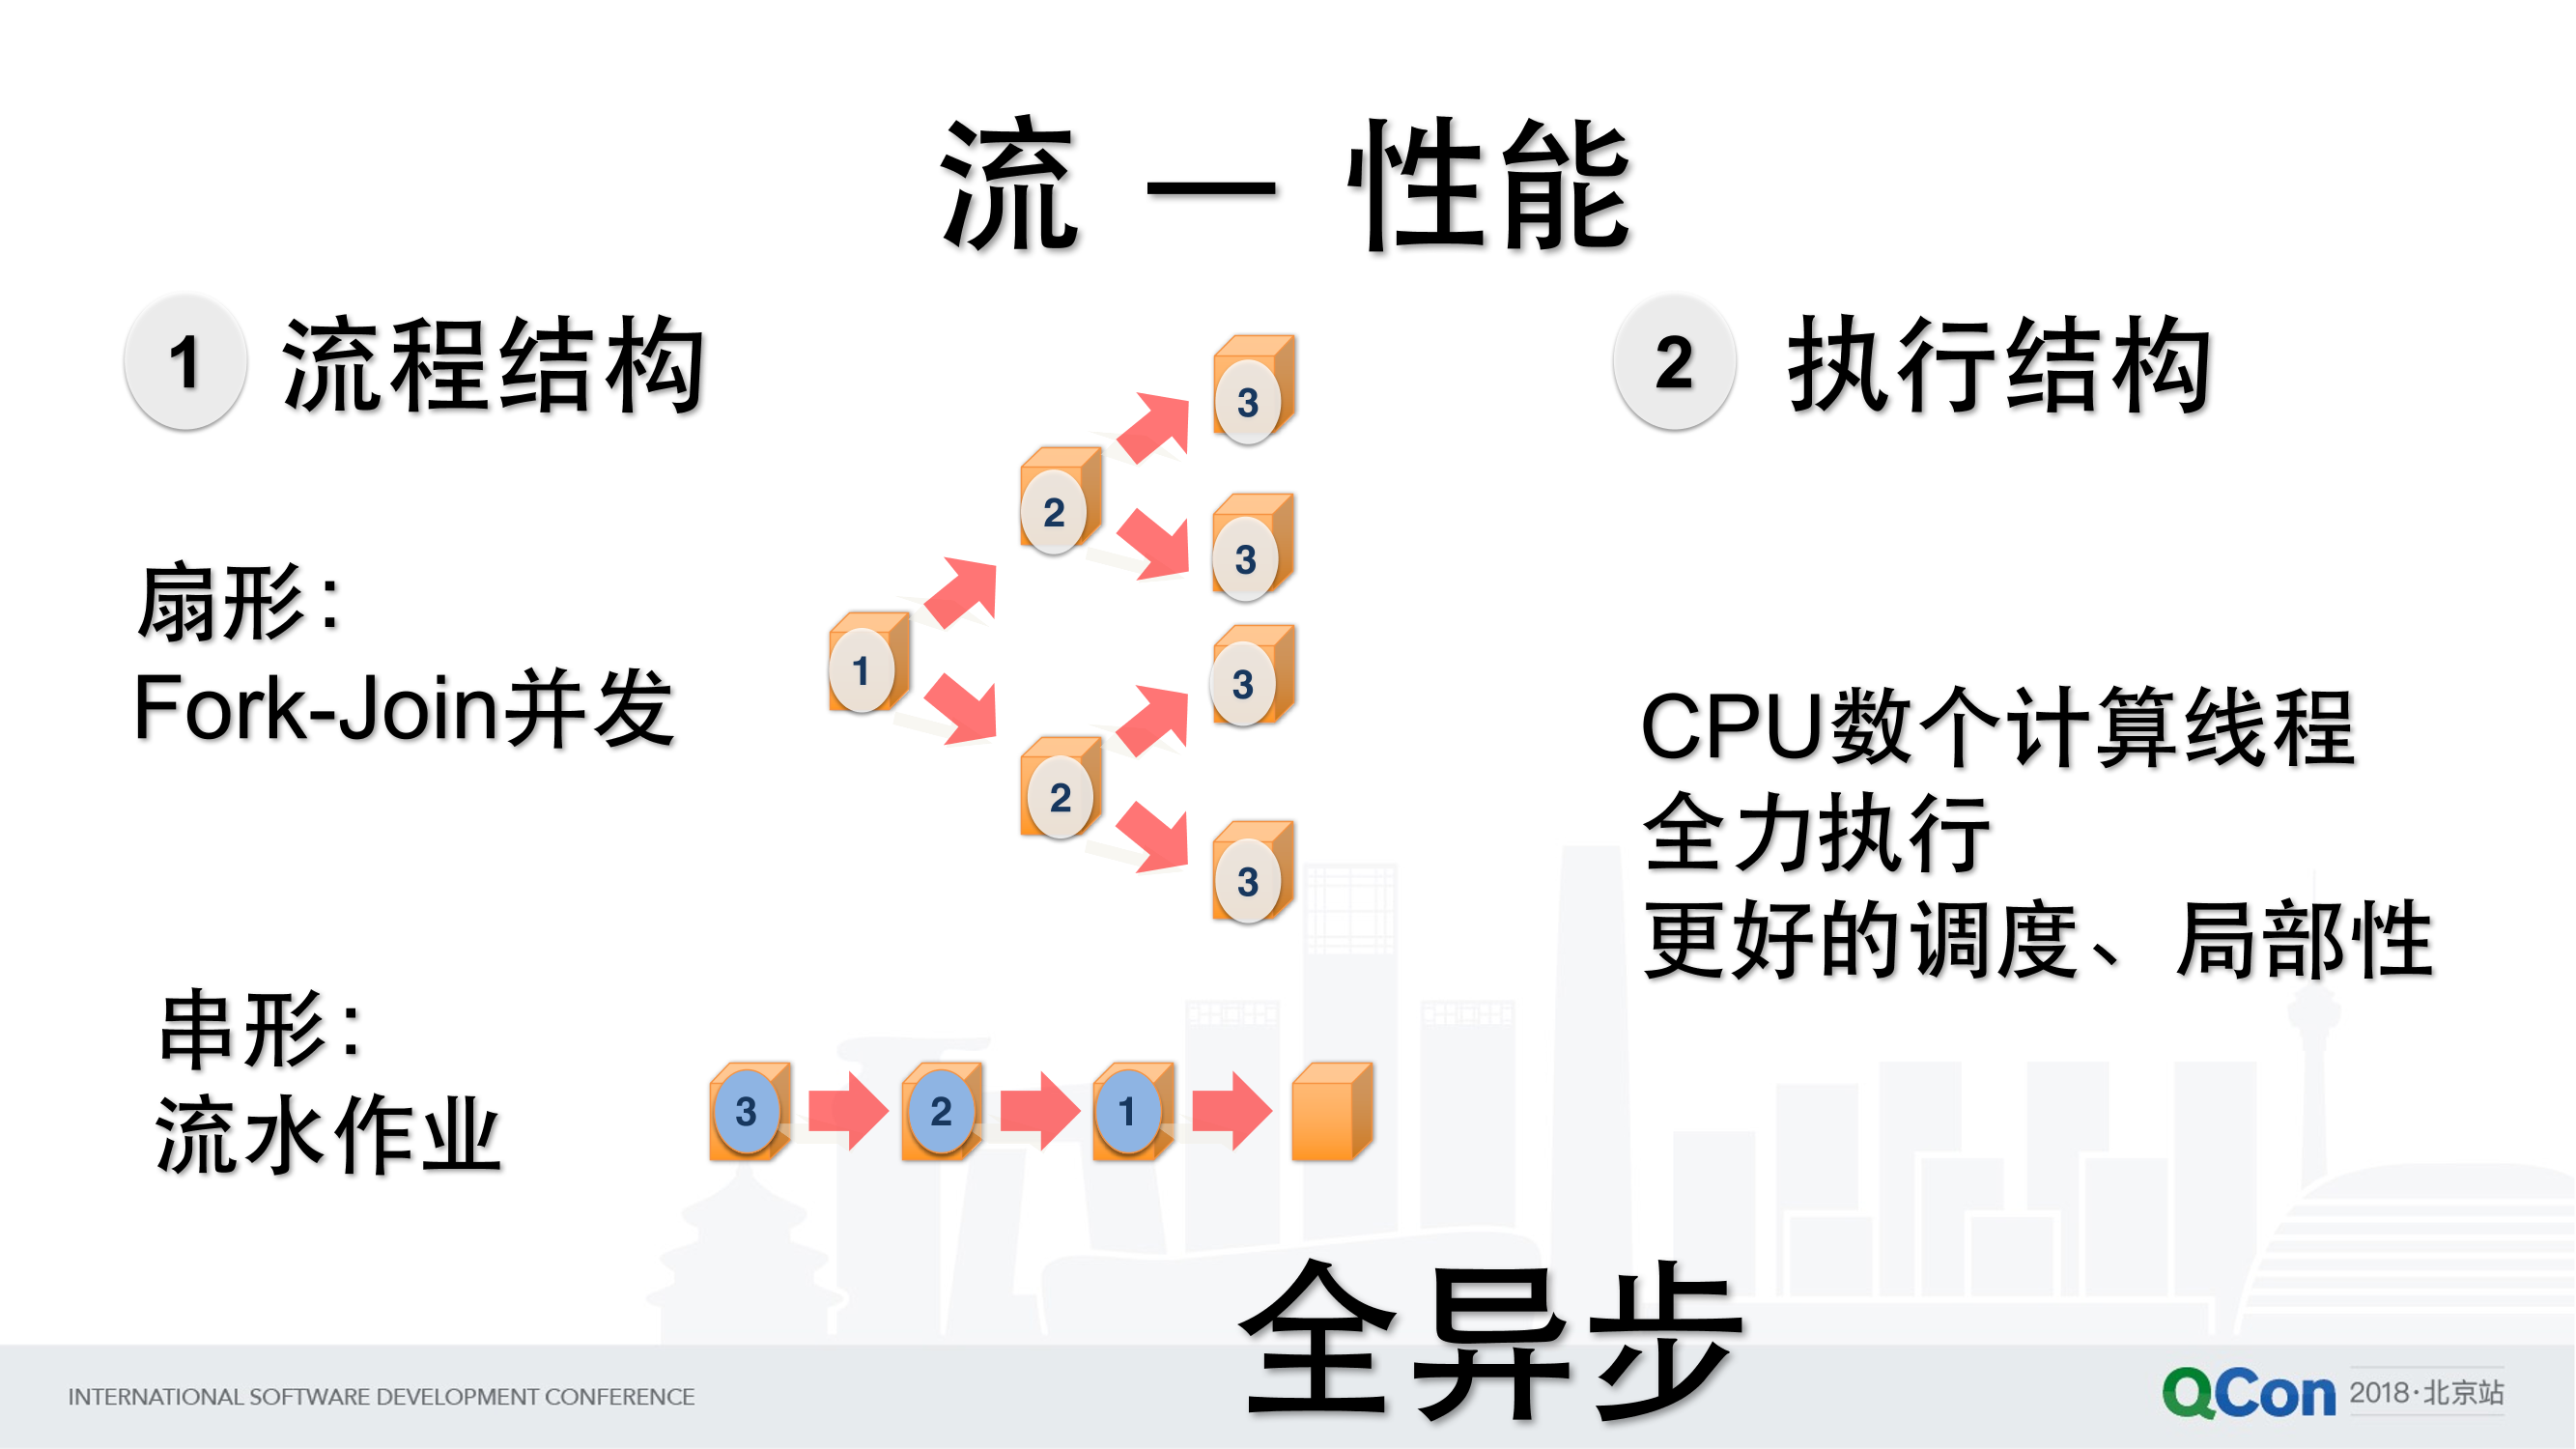 流 — 性能
1 流程结构
扇形：
Fork-Join并发
1
2
2
3
3
3
3
串形：
流水作业
3
2
1
2 执行结构
CPU数个计算线程
全力执行
更好的调度、局部性
全异步
INTERNATIONAL SOFTWARE DEVELOPMENT CONFERENCE
QCon 2018·北京站